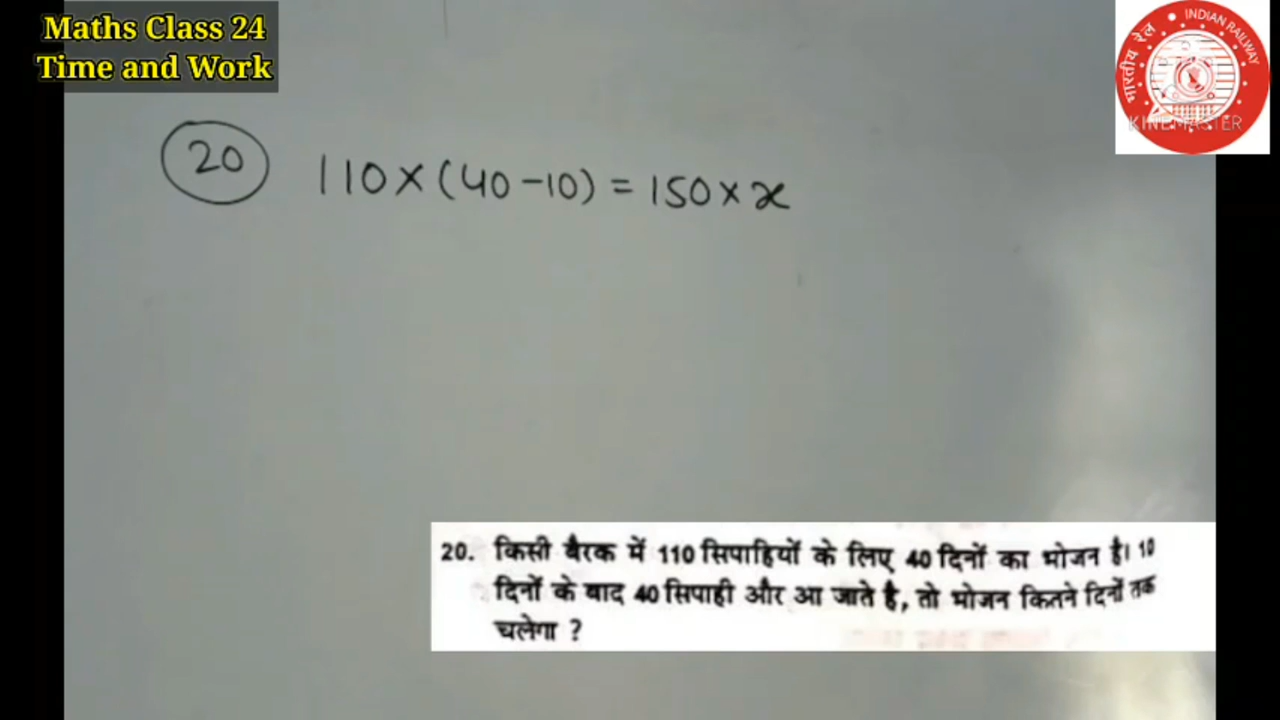 Maths Class 24
Time and Work
भारतीय रेल • INDIAN RAILWAY
KINEMASTER
20 110×(40-10) = 150×x
20. किसी बैरक में 110 सिपाहियों के लिए 40 दिनों का भोजन है। 10
दिनों के बाद 40 सिपाही और आ जाते है, तो भोजन कितने दिनों तक
चलेगा ?